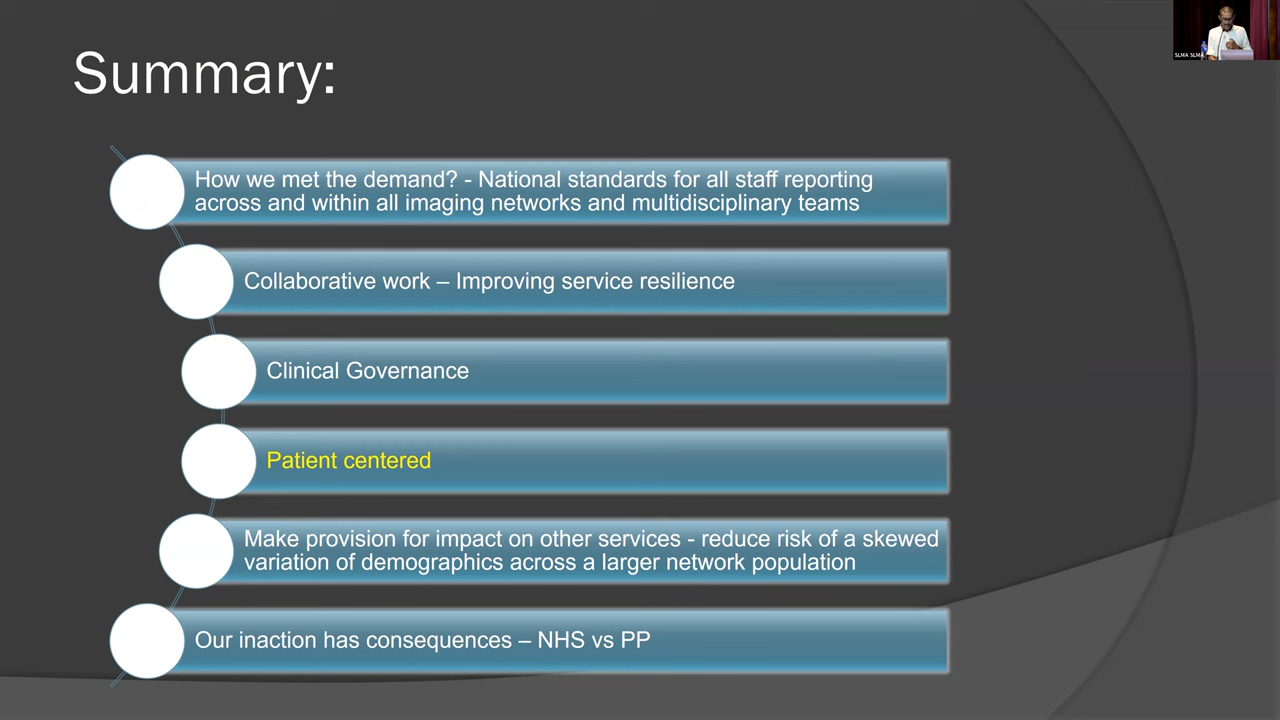 Summary:
SLMA SLMA
How we met the demand? - National standards for all staff reporting
across and within all imaging networks and multidisciplinary teams
Collaborative work – Improving service resilience
Clinical Governance
Patient centered
Make provision for impact on other services - reduce risk of a skewed
variation of demographics across a larger network population
Our inaction has consequences – NHS vs PP